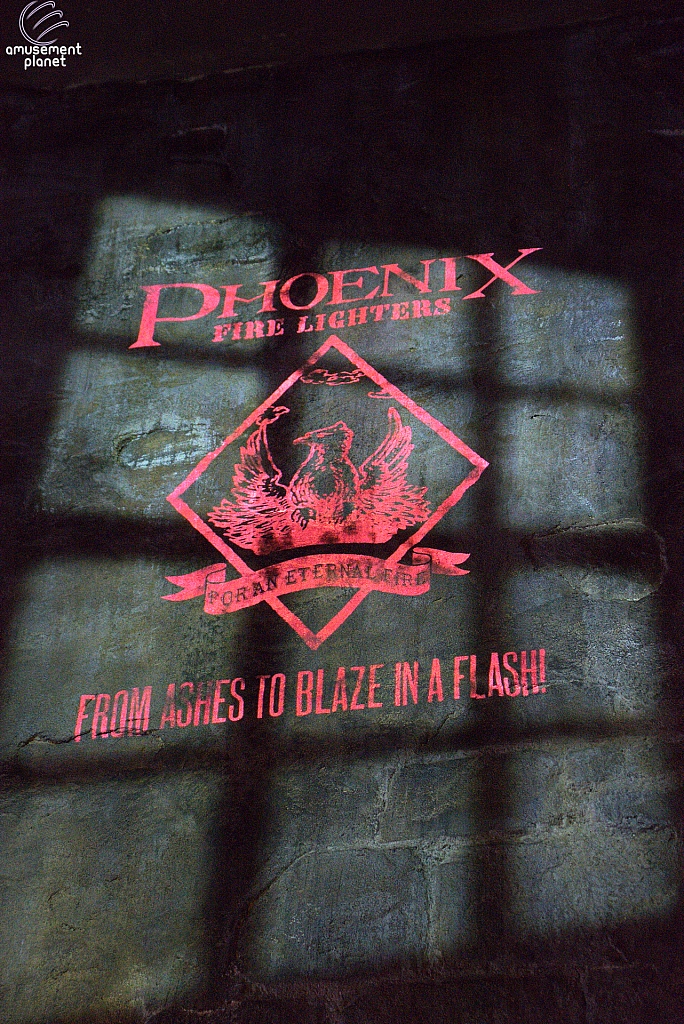 amusement
planet
PHOENIX
FIRE LIGHTERS
FOR AN ETERNAL FIRE
FROM ASHES TO BLAZE IN A FLASH!